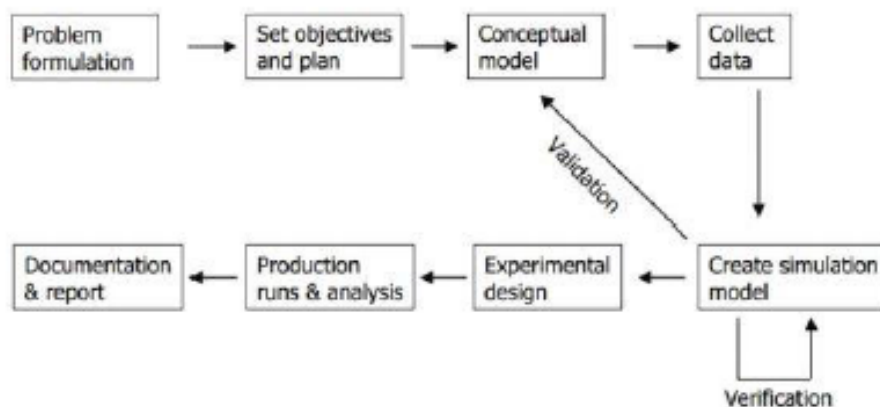 Problem
formulation
Set objectives
and plan
Conceptual
model
Collect
data
Validation
Documentation
& report
Production
runs & analysis
Experimental
design
Create simulation
model
Verification